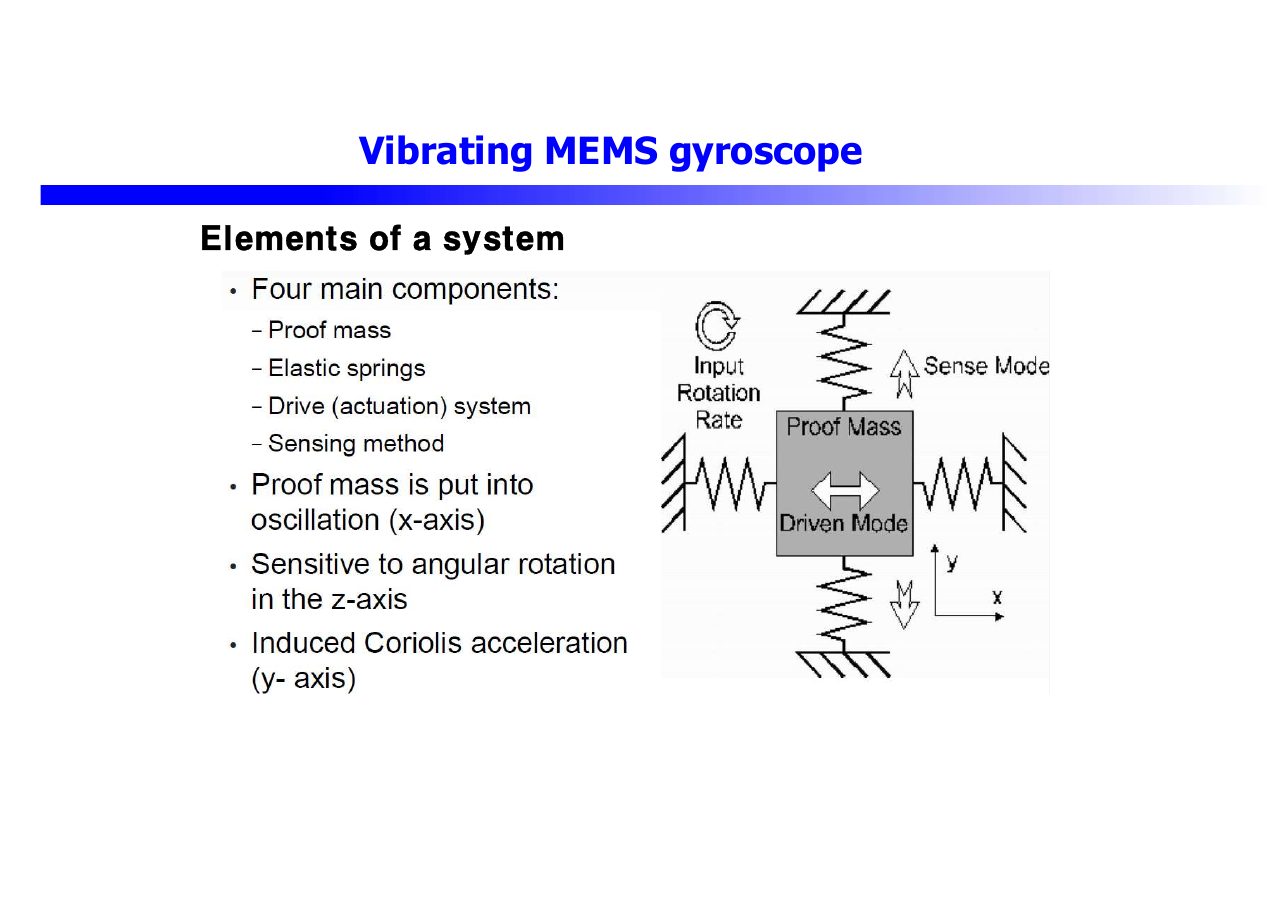 Vibrating MEMS gyroscope
Elements of a system
• Four main components:
– Proof mass
– Elastic springs
– Drive (actuation) system
– Sensing method
• Proof mass is put into
oscillation (x-axis)
• Sensitive to angular rotation
in the z-axis
• Induced Coriolis acceleration
(y- axis)
Input
Rotation
Rate
Sense Mode
Proof Mass
Driven Mode
y
x